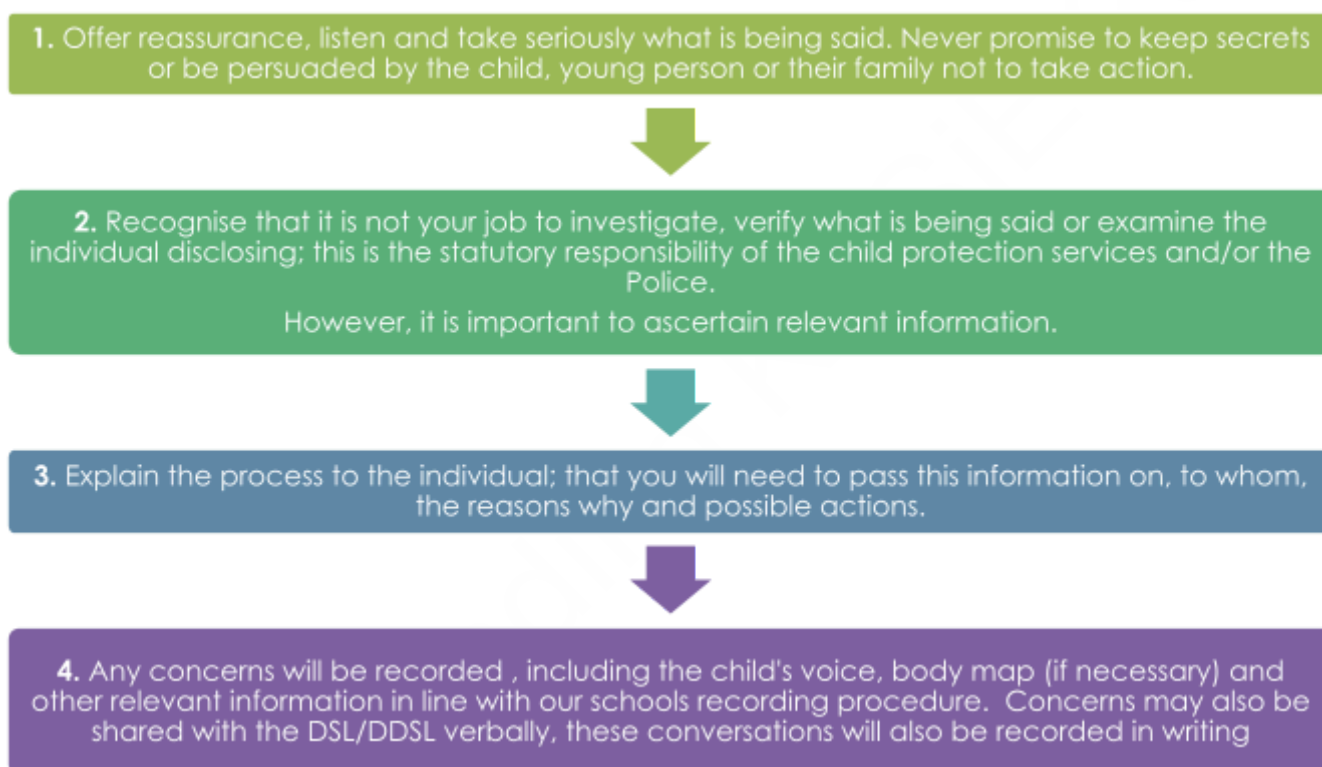 1. Offer reassurance, listen and take seriously what is being said. Never promise to keep secrets
or be persuaded by the child, young person or their family not to take action.
2. Recognise that it is not your job to investigate, verify what is being said or examine the
individual disclosing; this is the statutory responsibility of the child protection services and/or the
Police.
However, it is important to ascertain relevant information.
3. Explain the process to the individual; that you will need to pass this information on, to whom,
the reasons why and possible actions.
4. Any concerns will be recorded , including the child's voice, body map (if necessary) and
other relevant information in line with our schools recording procedure. Concerns may also be
shared with the DSL/DDSL verbally, these conversations will also be recorded in writing